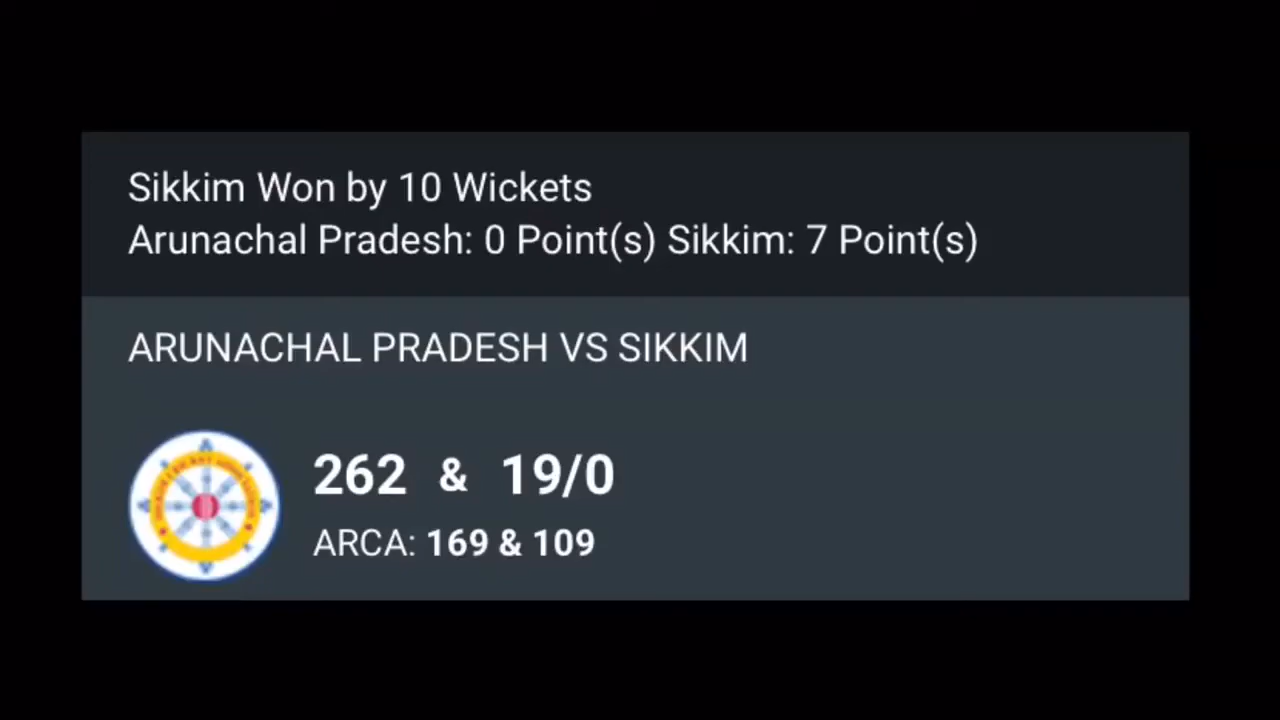 Sikkim Won by 10 Wickets
Arunachal Pradesh: 0 Point(s) Sikkim: 7 Point(s)
ARUNACHAL PRADESH VS SIKKIM
262 & 19/0
ARCA: 169 & 109